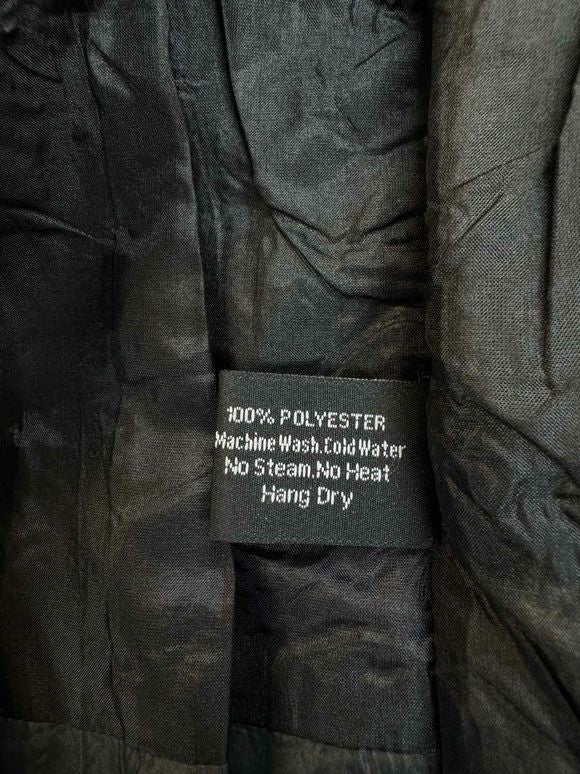 100% POLYESTER
Machine Wash.Cold Water
No Steam.No Heat
Hang Dry